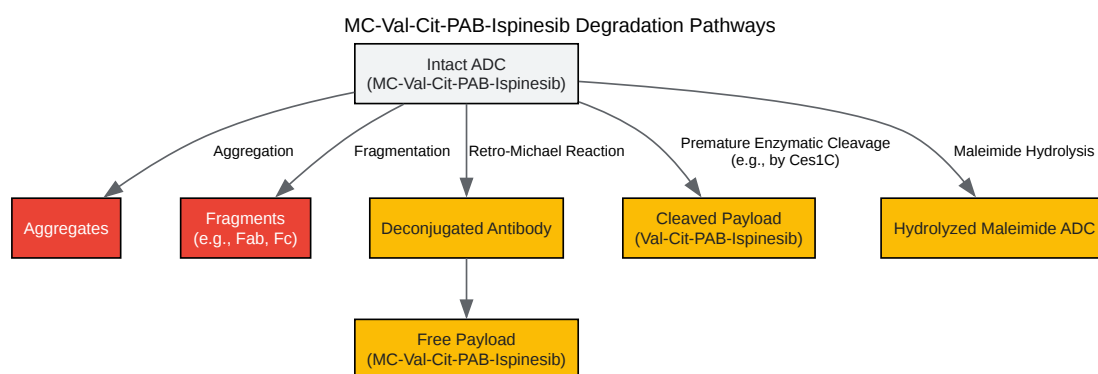 MC-Val-Cit-PAB-Ispinesib Degradation Pathways
Intact ADC
(MC-Val-Cit-PAB-Ispinesib)
Aggregation
Fragmentation
Retro-Michael Reaction
Premature Enzymatic Cleavage
(e.g., by Ces1C)
Maleimide Hydrolysis
Aggregates
Fragments
(e.g., Fab, Fc)
Deconjugated Antibody
Cleaved Payload
(Val-Cit-PAB-Ispinesib)
Hydrolyzed Maleimide ADC
Free Payload
(MC-Val-Cit-PAB-Ispinesib)